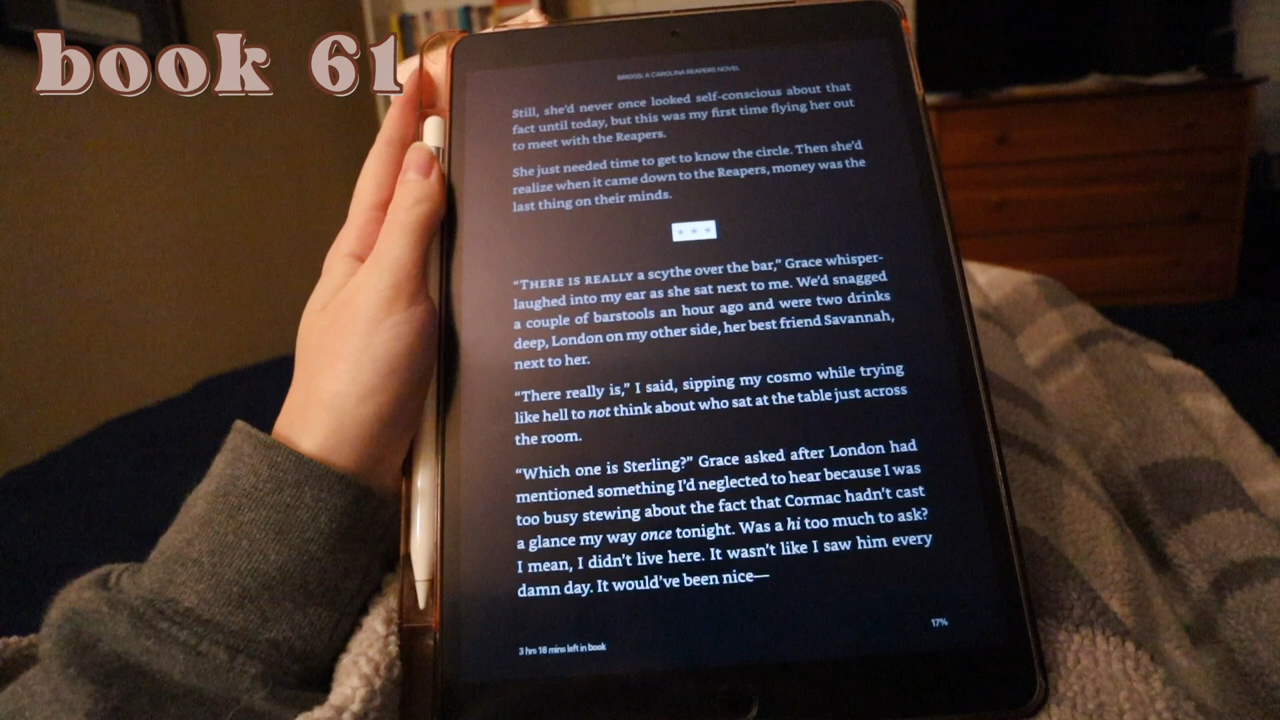 book 61
BRIGGS: A CAROLINA REAPERS NOVEL
Still, she'd never once looked self-conscious about that
fact until today, but this was my first time flying her out
to meet with the Reapers.
She just needed time to get to know the circle. Then she'd
realize when it came down to the Reapers, money was the
last thing on their minds.
“THERE IS REALLY a scythe over the bar,” Grace whisper-
laughed into my ear as she sat next to me. We'd snagged
a couple of barstools an hour ago and were two drinks
deep, London on my other side, her best friend Savannah,
next to her.
“There really is,” I said, sipping my cosmo while trying
like hell to not think about who sat at the table just across
the room.
“Which one is Sterling?” Grace asked after London had
mentioned something I'd neglected to hear because I was
too busy stewing about the fact that Cormac hadn't cast
a glance my way once tonight. Was a hi too much to ask?
I mean, I didn't live here. It wasn't like I saw him every
damn day. It would've been nice—
17%
3 hrs 18 mins left in book